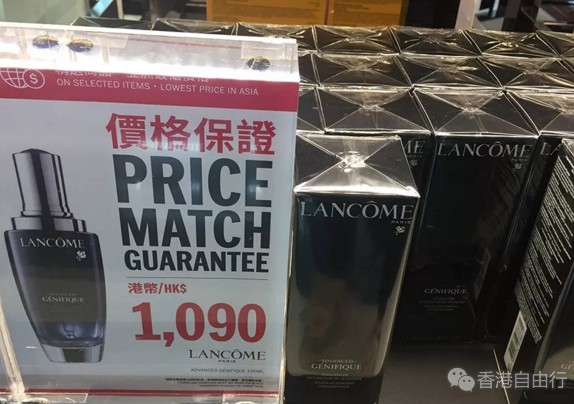 ON SELECTED ITEMS • LOWEST PRICE IN ASIA
價格保證
PRICE
MATCH
GUARANTEE
港幣/HK$
1,090
LANCÔME
ADVANCED GÉNIFIQUE 100ML
LANCÔME
GÉNIFIQUE
LANCÔME
PARIS
ADVANCED
GÉNIFIQUE
LANCÔME
PARIS
GÉNIFIQUE
LANC
香港自由行